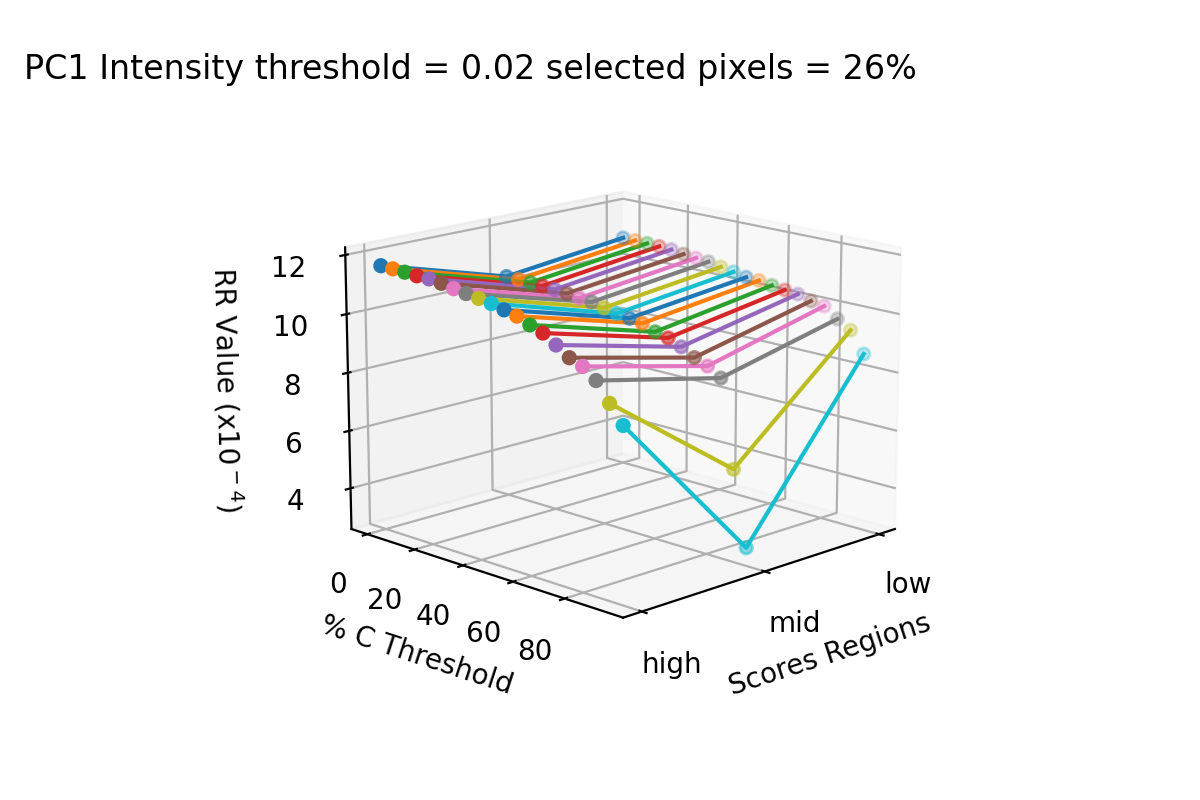 PC1 Intensity threshold = 0.02 selected pixels = 26%
12
10
8
6
4
RR Value (x10⁻⁴)
0
20
40
60
80
% C Threshold
high
mid
low
Scores Regions